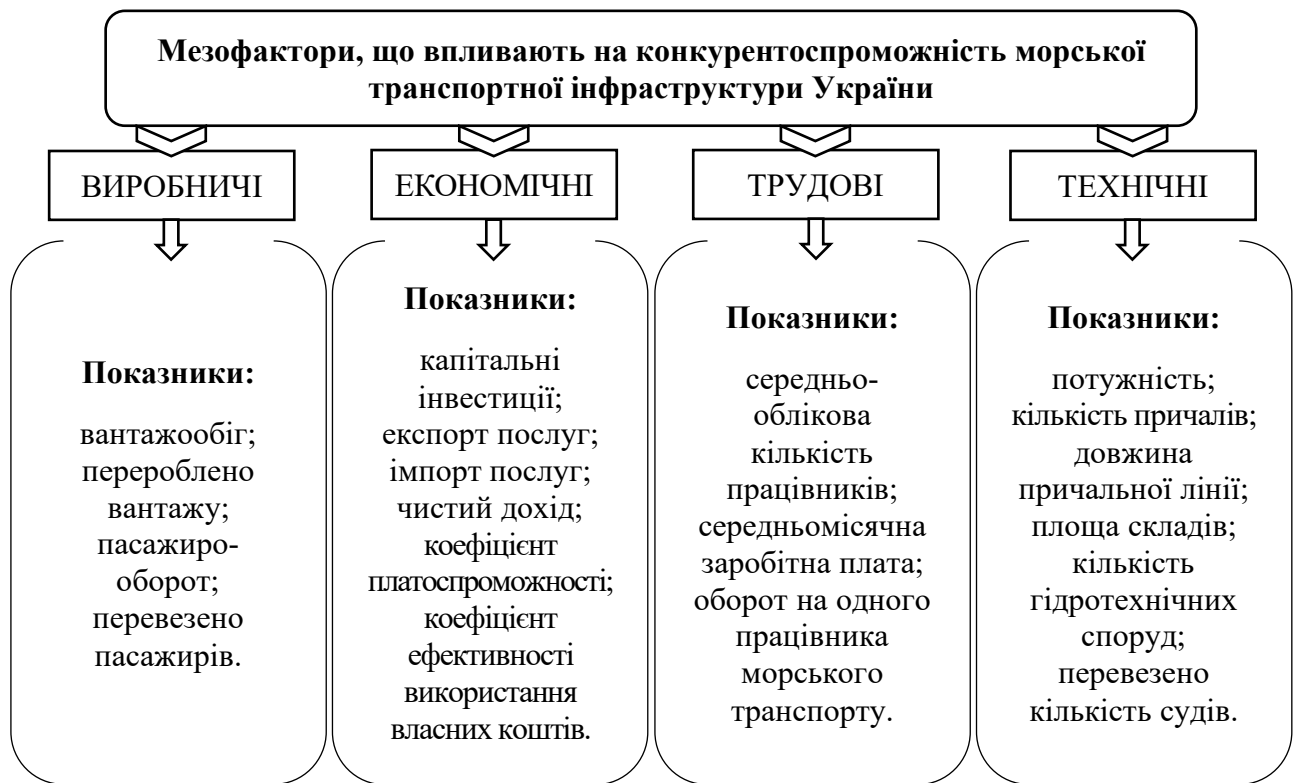 Мезофактори, що впливають на конкурентоспроможність морської
транспортної інфраструктури України
ВИРОБНИЧІ
ЕКОНОМІЧНІ
ТРУДОВІ
ТЕХНІЧНІ
Показники:
вантажообіг;
перероблено
вантажу;
пасажиро-
оборот;
перевезено
пасажирів.
Показники:
капітальні
інвестиції;
експорт послуг;
імпорт послуг;
чистий дохід;
коефіцієнт
платоспроможності;
коефіцієнт
ефективності
використання
власних коштів.
Показники:
середньо-
облікова
кількість
працівників;
середньомісячна
заробітна плата;
оборот на одного
працівника
морського
транспорту.
Показники:
потужність;
кількість причалів;
довжина
причальної лінії;
площа складів;
кількість
гідротехнічних
споруд;
перевезено
кількість судів.